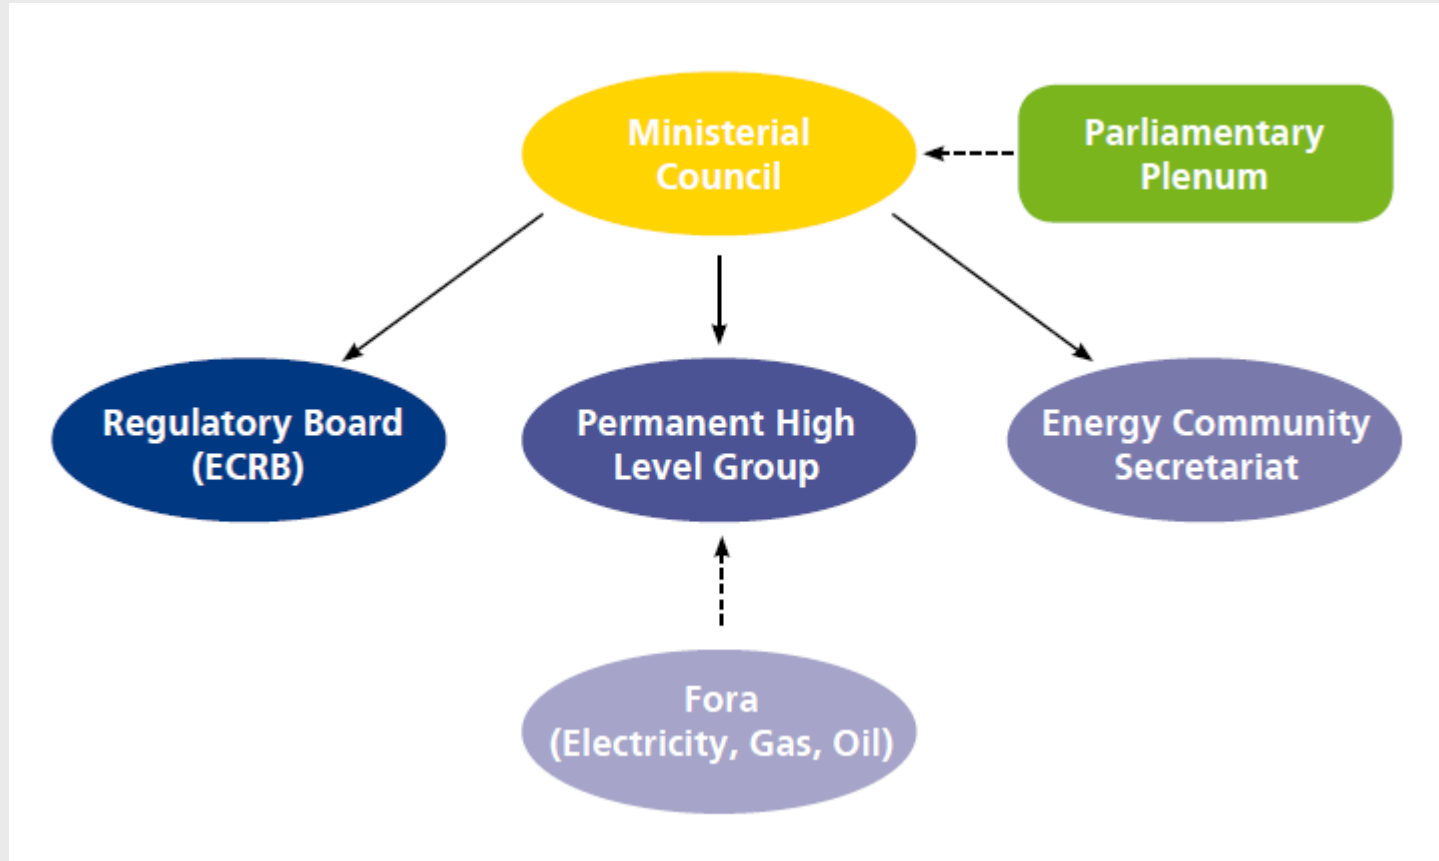 Ministerial
Council
Parliamentary
Plenum
Regulatory Board
(ECRB)
Permanent High
Level Group
Energy Community
Secretariat
Fora
(Electricity, Gas, Oil)